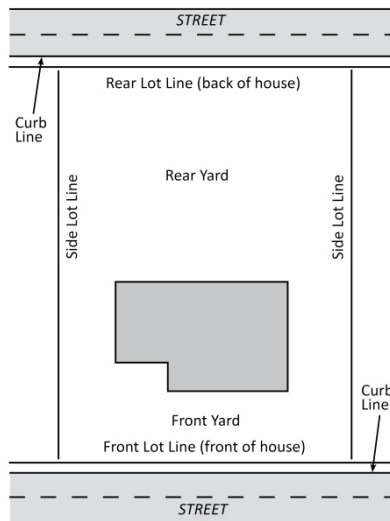 STREET
Rear Lot Line (back of house)
Curb
Line
Rear Yard
Side Lot Line
Side Lot Line
Curb
Line
Front Yard
Front Lot Line (front of house)
STREET